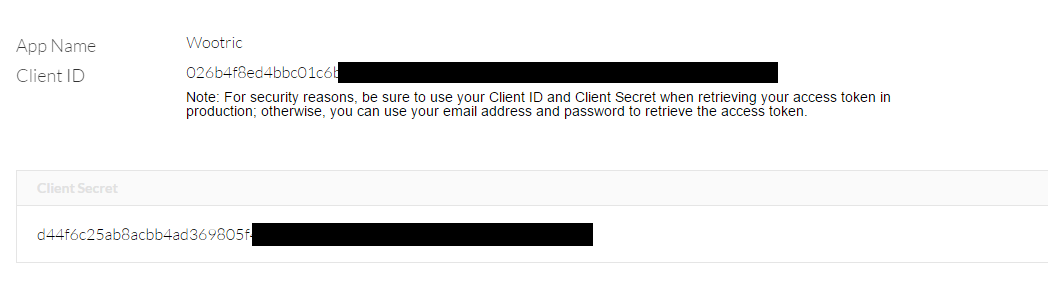 App Name Wootric
Client ID 026b4f8ed4bbc01c6b
Note: For security reasons, be sure to use your Client ID and Client Secret when retrieving your access token in
production; otherwise, you can use your email address and password to retrieve the access token.
Client Secret
d44f6c25ab8acbb4ad369805f4